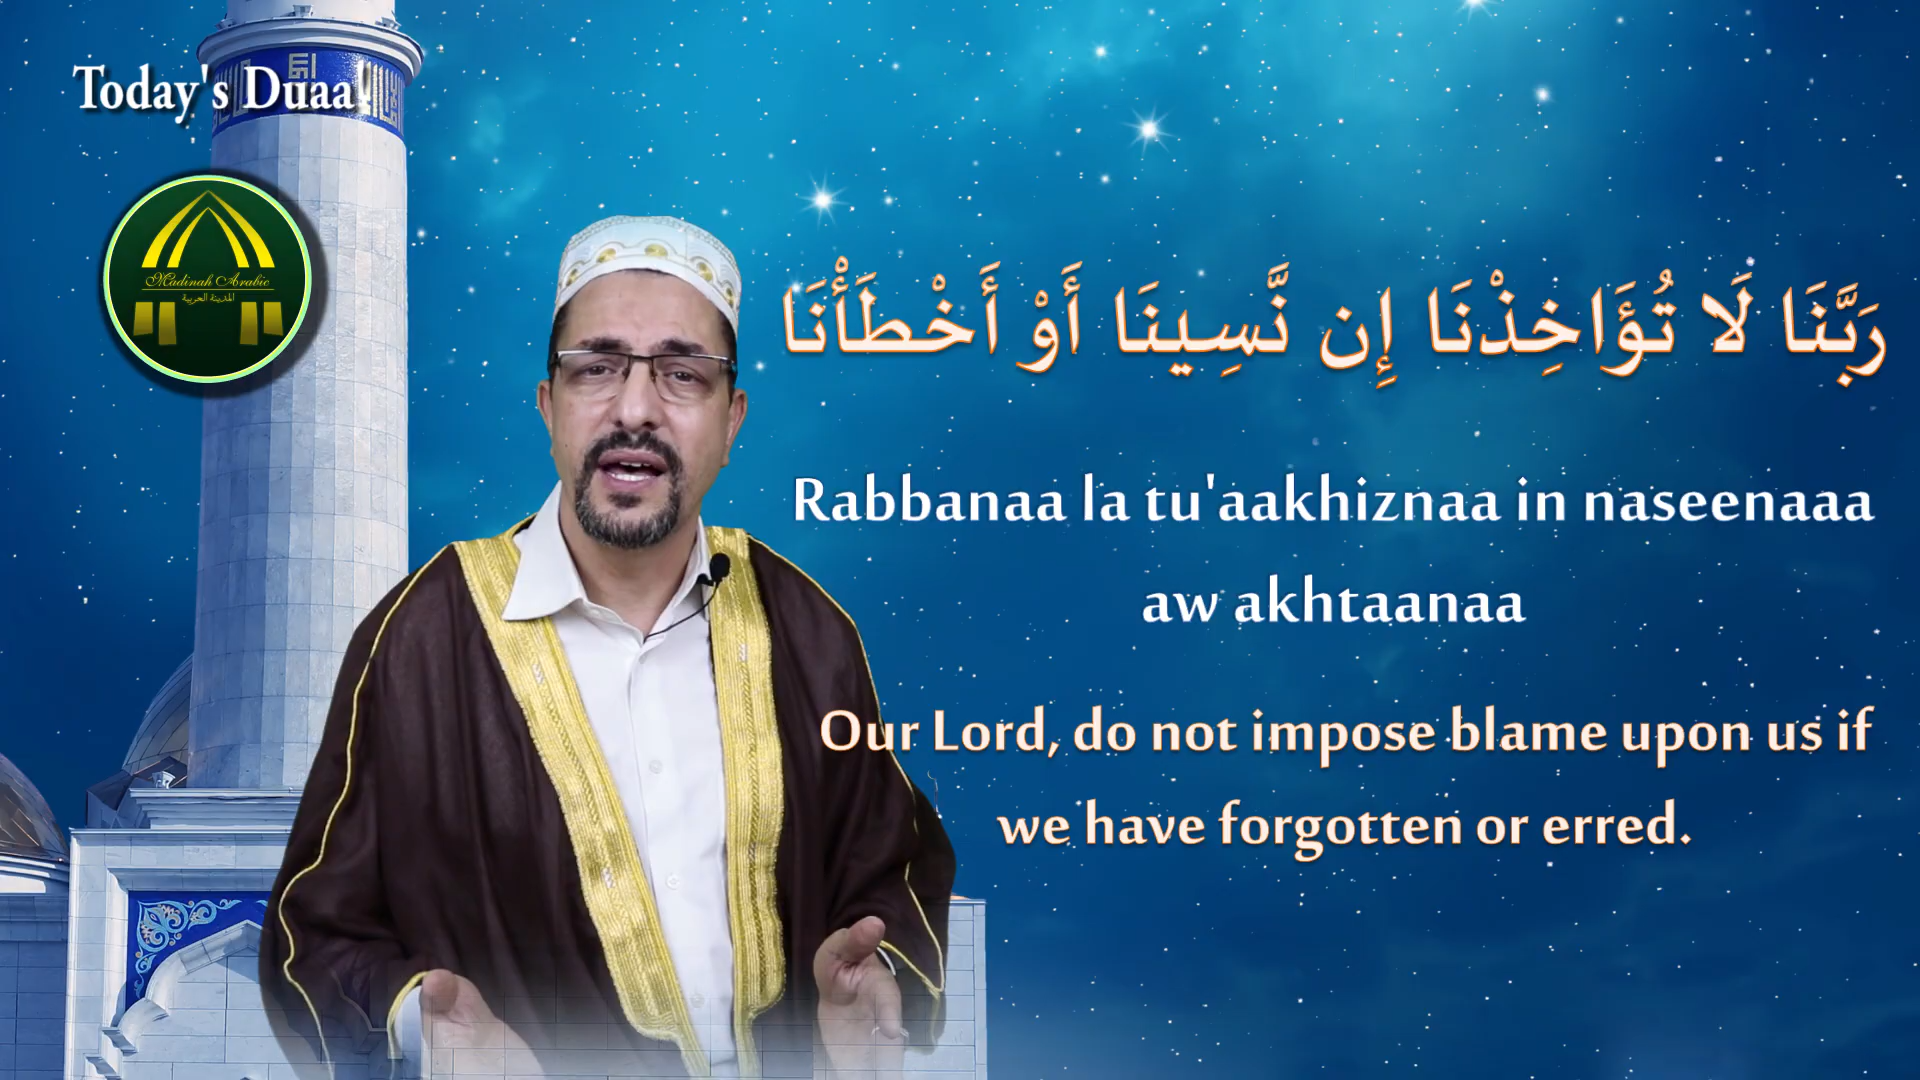 Today's Duaa!
Madinah Arabic
المدينة العربية
رَبَّنَا لَا تُؤَاخِذْنَا إِن نَّسِينَا أَوْ أَخْطَأْنَا
Rabbanaa la tu'aakhiznaa in naseenaaa
aw akhtaanaa
Our Lord, do not impose blame upon us if
we have forgotten or erred.